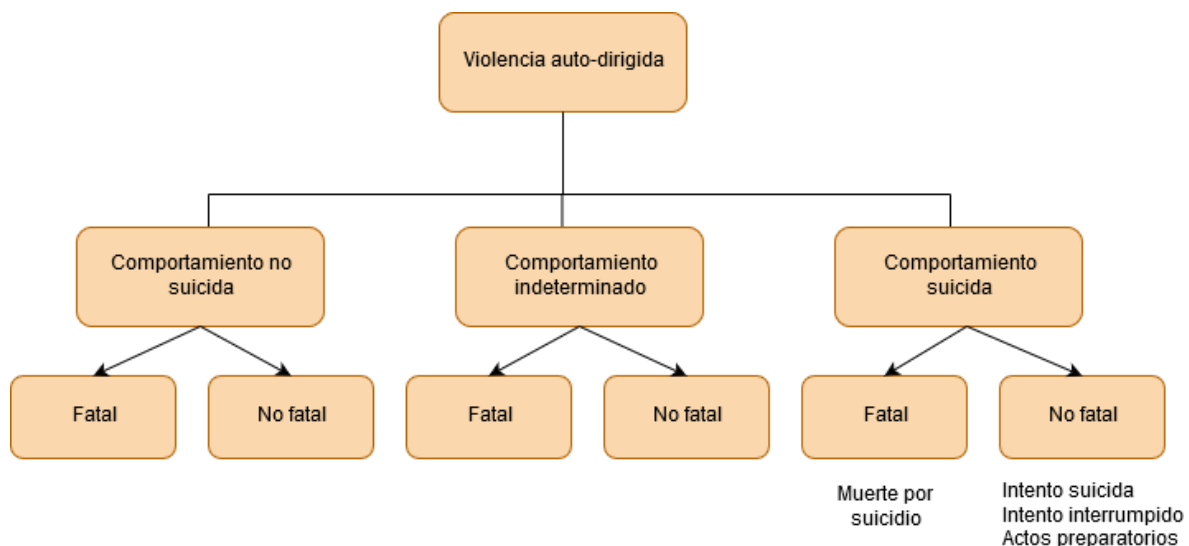 Violencia auto-dirigida
Comportamiento no
suicida
Comportamiento
indeterminado
Comportamiento
suicida
Fatal
No fatal
Fatal
No fatal
Fatal
No fatal
Muerte por
suicidio
Intento suicida
Intento interrumpido
Actos preparatorios